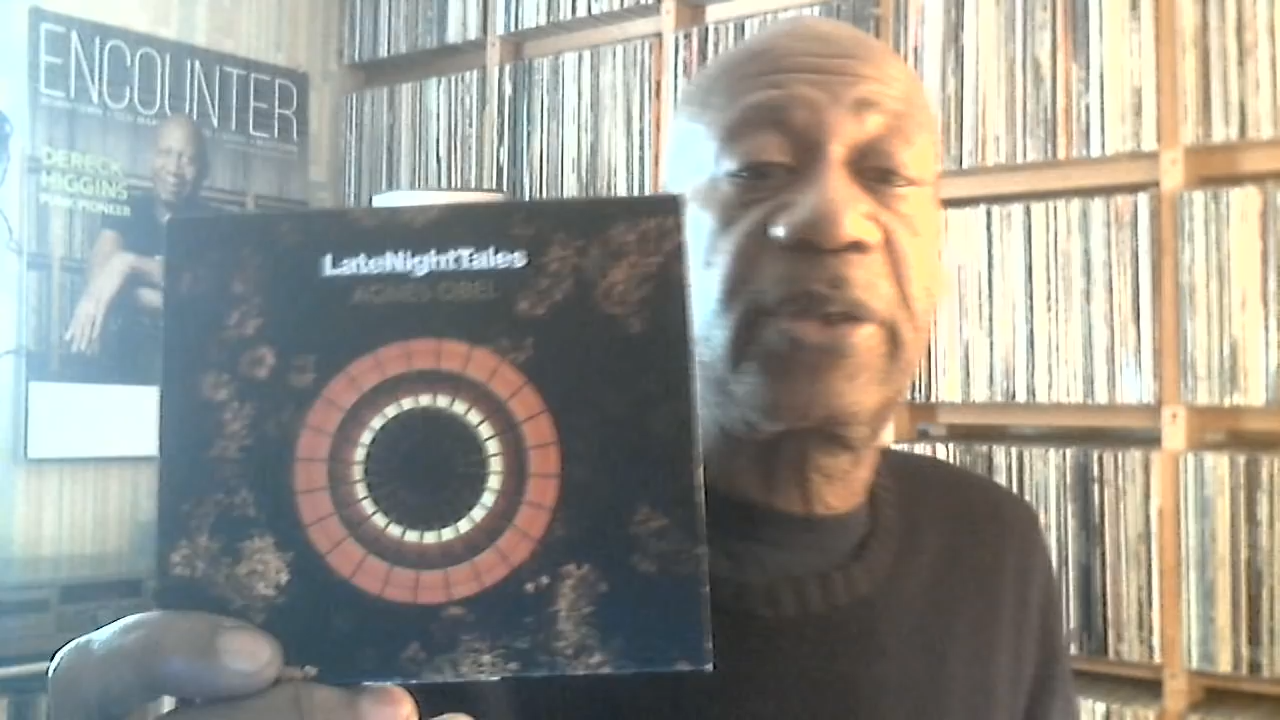 ENCOUNTER
DERECK
HIGGINS
PUNK PIONEER
LateNightTales
AGNES OBEL